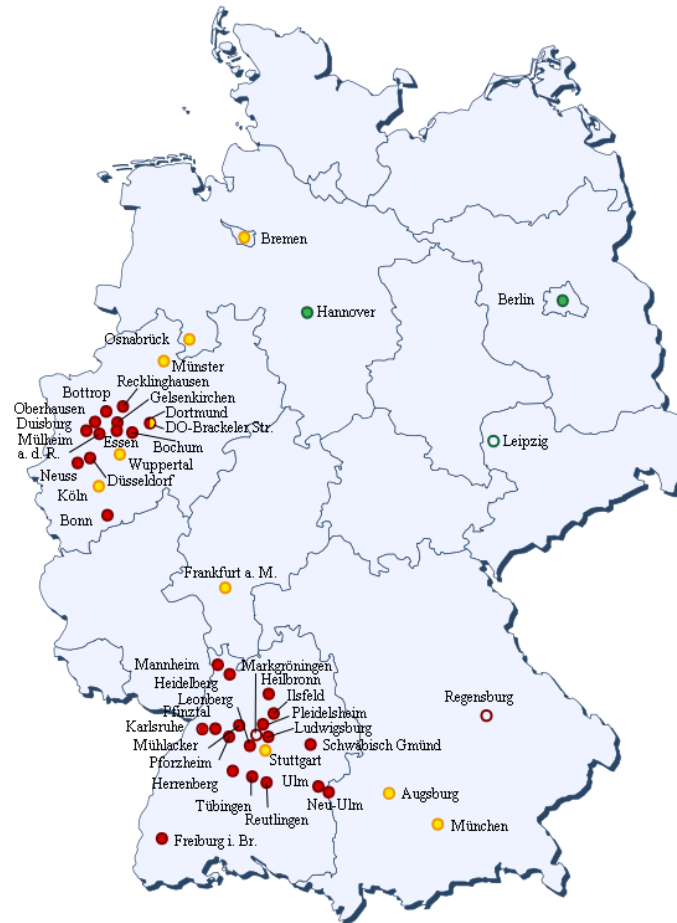 Bremen
Hannover
Berlin
Osnabrück
Münster
Recklinghausen
Bottrop
Gelsenkirchen
Oberhausen
Dortmund
Duisburg
DO-Brackeler Str.
Mülheim
a. d. R.
Essen
Bochum
Leipzig
Wuppertal
Neuss
Düsseldorf
Köln
Bonn
Frankfurt a. M.
Mannheim
Markgröningen
Heidelberg
Heilbronn
Leonberg
Ilsfeld
Pfinztal
Pleidelsheim
Regensburg
Karlsruhe
Ludwigsburg
Mühlacker
Schwäbisch Gmünd
Pforzheim
Stuttgart
Herrenberg
Ulm
Tübingen
Neu-Ulm
Reutlingen
Augsburg
München
Freiburg i. Br.